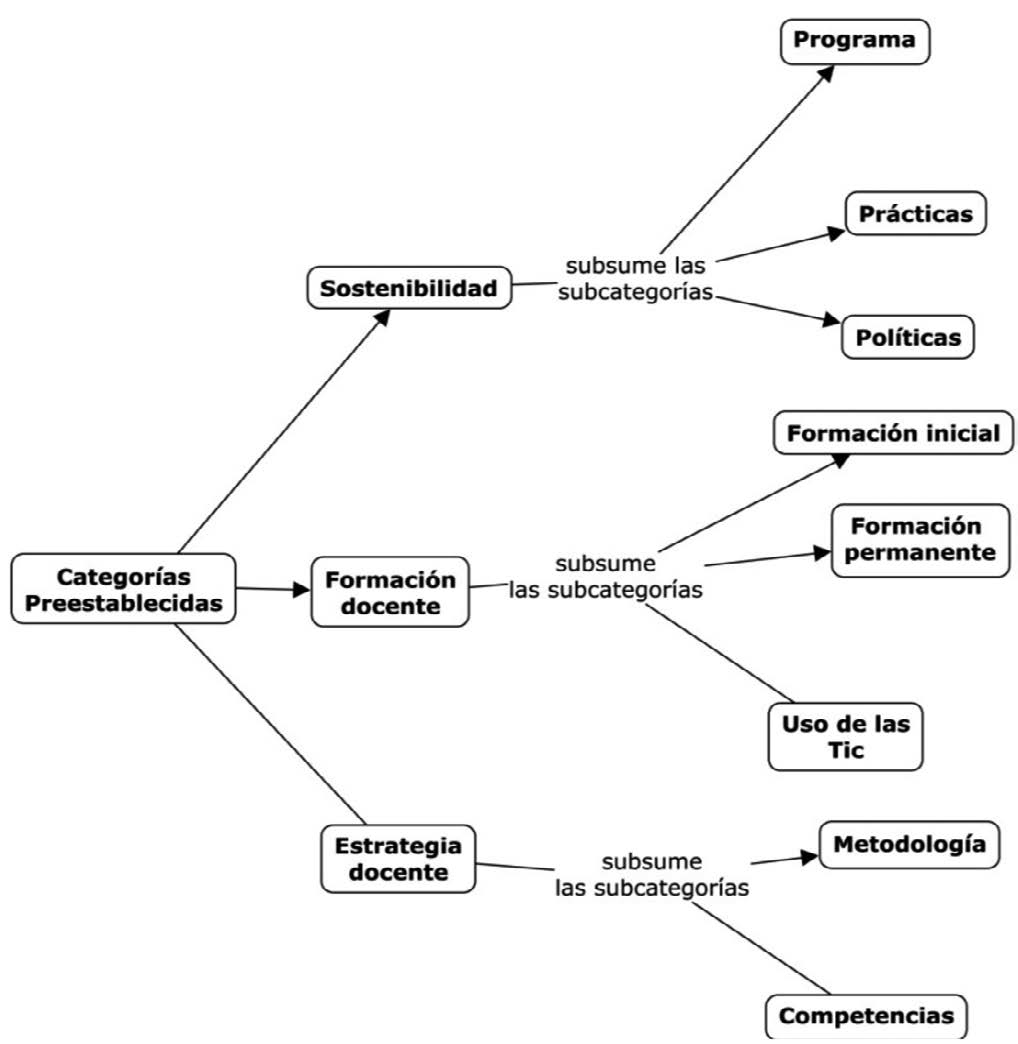 Programa
Prácticas
Sostenibilidad
subsume las
subcategorías
Políticas
Formación inicial
Formación
permanente
Categorías
Preestablecidas
Formación
docente
subsume
las subcategorías
Uso de las
Tic
Estrategia
docente
subsume
las subcategorías
Metodología
Competencias